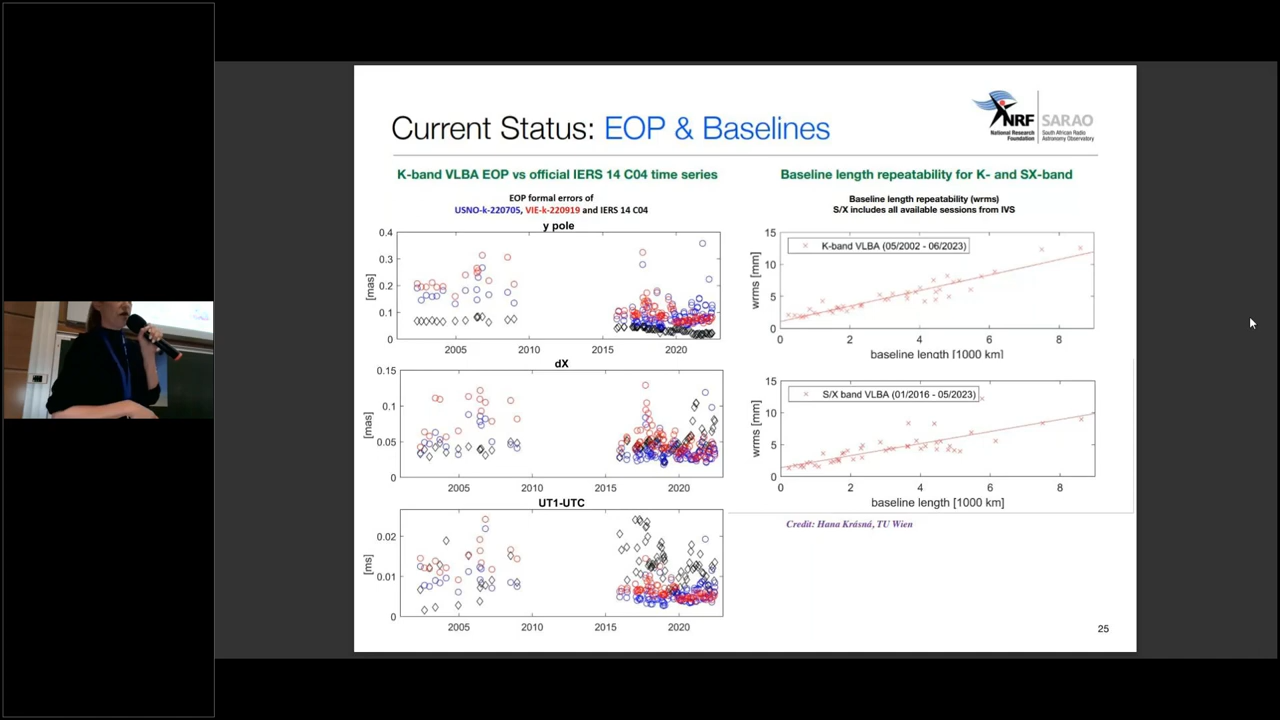 Current Status: EOP & Baselines
NRF
National Research
Foundation
SARAO
South African Radio
Astronomy Observatory
K-band VLBA EOP vs official IERS 14 C04 time series
EOP formal errors of
USNO-k-220705, VIE-k-220919 and IERS 14 C04
y pole
0.4
0.3
0.2
0.1
0
[mas]
2005 2010 2015 2020
dX
0.15
0.1
0.05
0
[mas]
2005 2010 2015 2020
UT1-UTC
0.02
0.01
0
[ms]
2005 2010 2015 2020
Baseline length repeatability for K- and SX-band
Baseline length repeatability (wrms)
S/X includes all available sessions from IVS
K-band VLBA (05/2002 - 06/2023)
15
10
5
0
wrms [mm]
0 2 4 6 8
baseline length [1000 km]
S/X band VLBA (01/2016 - 05/2023)
15
10
5
0
wrms [mm]
0 2 4 6 8
baseline length [1000 km]
Credit: Hana Krásná, TU Wien
25